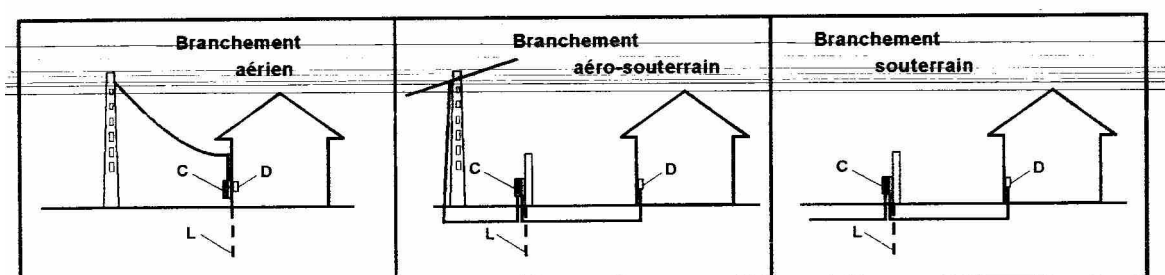 Branchement
aérien
C
D
L
Branchement
aéro-souterrain
C
D
L
Branchement
souterrain
C
D
L